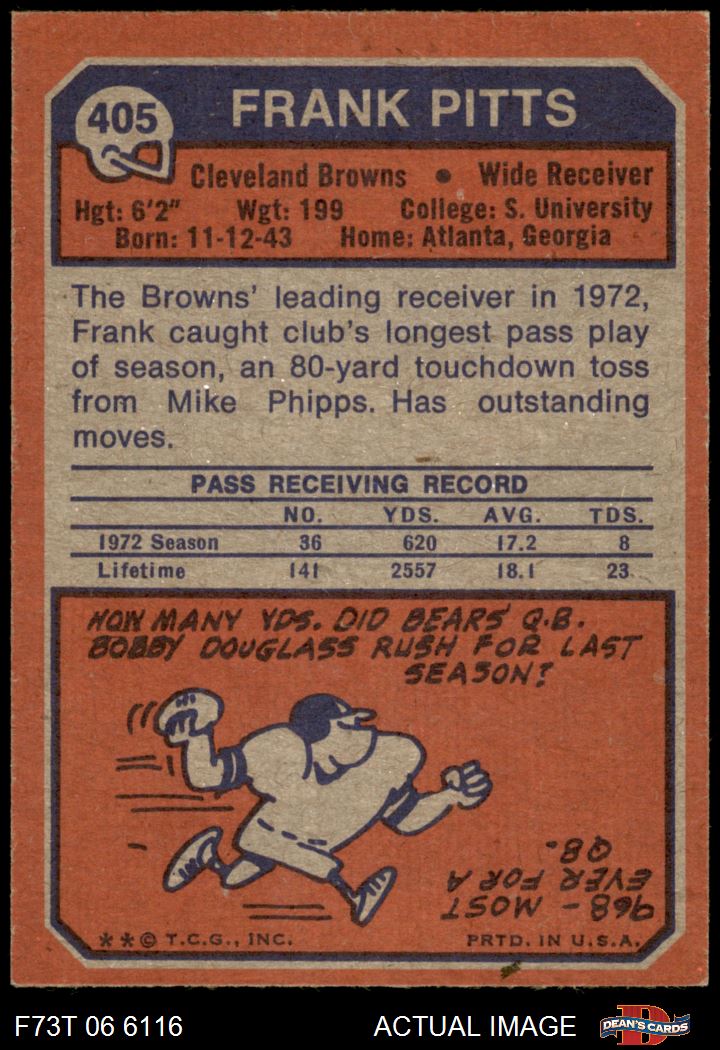 405
FRANK PITTS
Cleveland Browns • Wide Receiver
Hgt: 6'2" Wgt: 199 College: S. University
Born: 11-12-43 Home: Atlanta, Georgia
The Browns' leading receiver in 1972,
Frank caught club's longest pass play
of season, an 80-yard touchdown toss
from Mike Phipps. Has outstanding
moves.
PASS RECEIVING RECORD
NO. YDS. AVG. TDS.
1972 Season 36 620 17.2 8
Lifetime 141 2557 18.1 23
HOW MANY YDS. DID BEARS Q.B.
BOBBY DOUGLASS RUSH FOR LAST
SEASON?
968 - MOST
EVER FOR A
QB.
**© T.C.G., INC. PRTD. IN U.S.A.
F73T 06 6116 ACTUAL IMAGE
D
DEAN'S CARDS